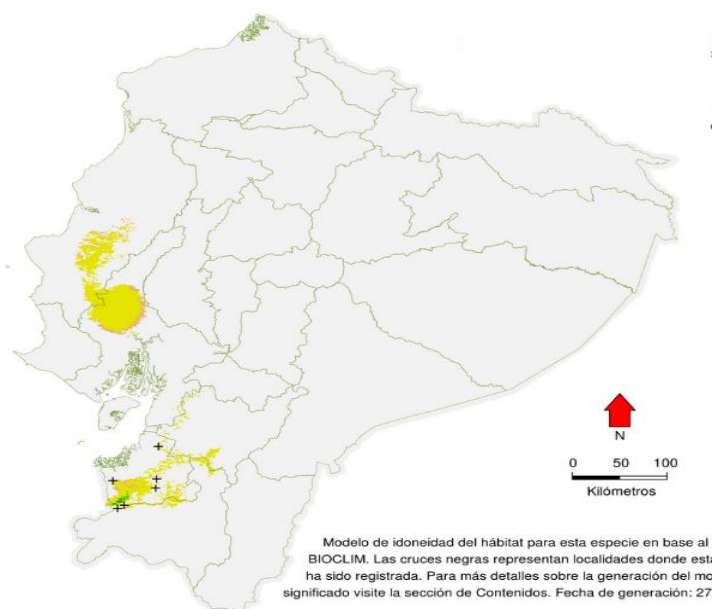 N
0 50 100
Kilómetros
Modelo de idoneidad del hábitat para esta especie en base al
BIOCLIM. Las cruces negras representan localidades donde esta
ha sido registrada. Para más detalles sobre la generación del mo
significado visite la sección de Contenidos. Fecha de generación: 27